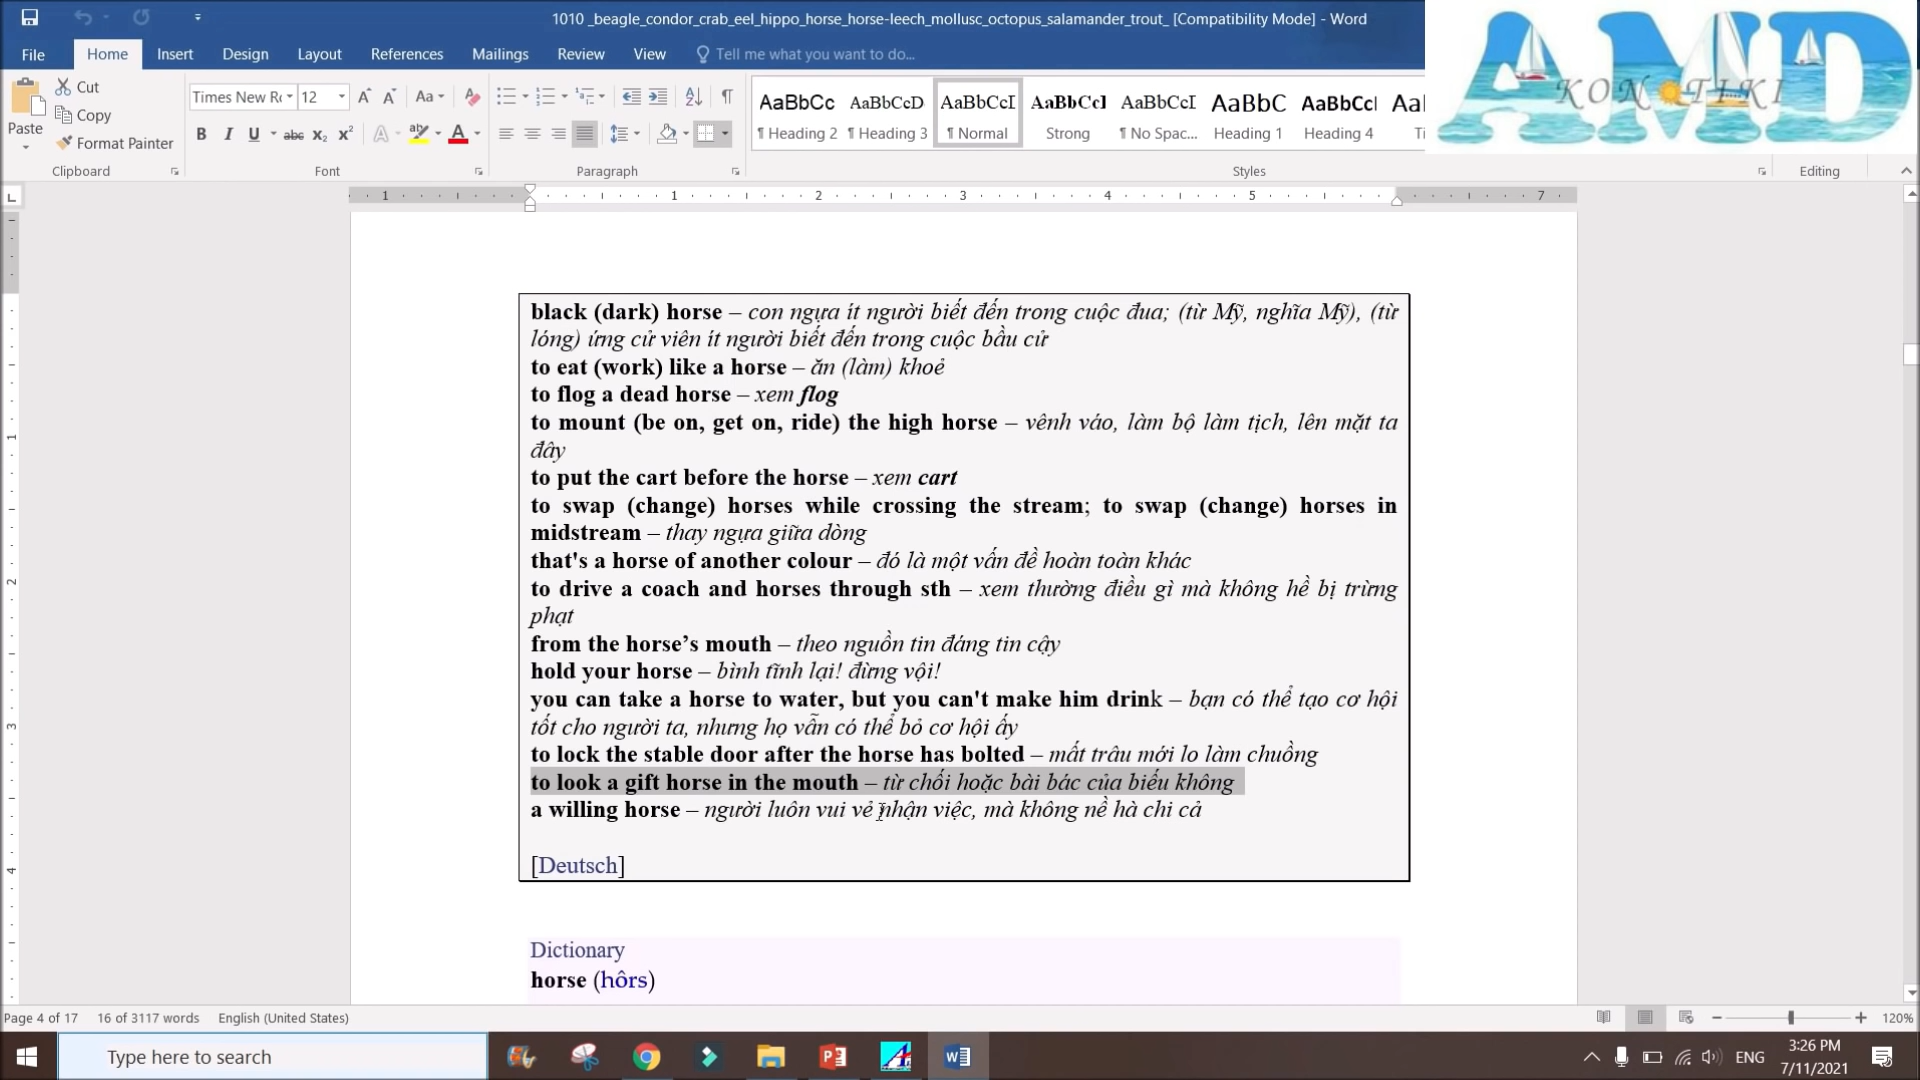 1010 _beagle_condor_crab_eel_hippo_horse_horse-leech_mollusc_octopus_salamander_trout_ [Compatibility Mode] - Word
File Home Insert Design Layout References Mailings Review View Tell me what you want to do...
AMD
KON TIKI
Paste
Cut
Copy
Format Painter
Clipboard
Times New R 12
Font
Paragraph
AaBbCc AaBbCcD AaBbCcI AaBbCcI AaBbCcI AaBbC AaBbCcI
¶ Heading 2 ¶ Heading 3 ¶ Normal Strong ¶ No Spac... Heading 1 Heading 4
Styles
Editing
1 1 2 3 4 5 7
black (dark) horse – con ngựa ít người biết đến trong cuộc đua; (từ Mỹ, nghĩa Mỹ), (từ
lóng) ứng cử viên ít người biết đến trong cuộc bầu cử
to eat (work) like a horse – ăn (làm) khoẻ
to flog a dead horse – xem flog
to mount (be on, get on, ride) the high horse – vênh váo, làm bộ làm tịch, lên mặt ta
đây
to put the cart before the horse – xem cart
to swap (change) horses while crossing the stream; to swap (change) horses in
midstream – thay ngựa giữa dòng
that's a horse of another colour – đó là một vấn đề hoàn toàn khác
to drive a coach and horses through sth – xem thường điều gì mà không hề bị trừng
phạt
from the horse’s mouth – theo nguồn tin đáng tin cậy
hold your horse – bình tĩnh lại! đừng vội!
you can take a horse to water, but you can't make him drink – bạn có thể tạo cơ hội
tốt cho người ta, nhưng họ vẫn có thể bỏ cơ hội ấy
to lock the stable door after the horse has bolted – mất trâu mới lo làm chuồng
to look a gift horse in the mouth – từ chối hoặc bài bác của biếu không
a willing horse – người luôn vui vẻ nhận việc, mà không nề hà chi cả
[Deutsch]
Dictionary
horse (hôrs)
Page 4 of 17 16 of 3117 words English (United States) 120%
Type here to search
ENG
3:26 PM
7/11/2021